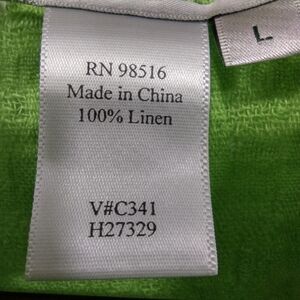 RN 98516
Made in China
100% Linen
V#C341
H27329
L